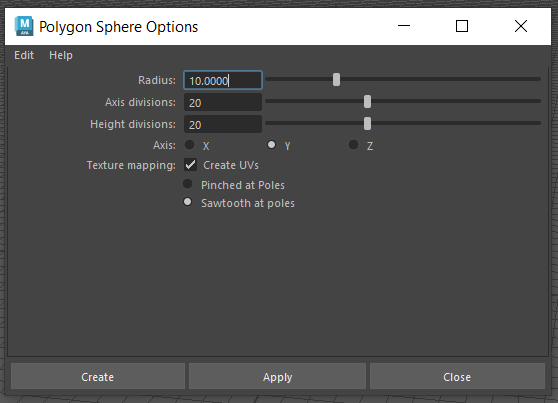 M
AYA
Polygon Sphere Options
Edit Help
Radius: 10.0000
Axis divisions: 20
Height divisions: 20
Axis: X Y Z
Texture mapping: Create UVs
Pinched at Poles
Sawtooth at poles
Create Apply Close